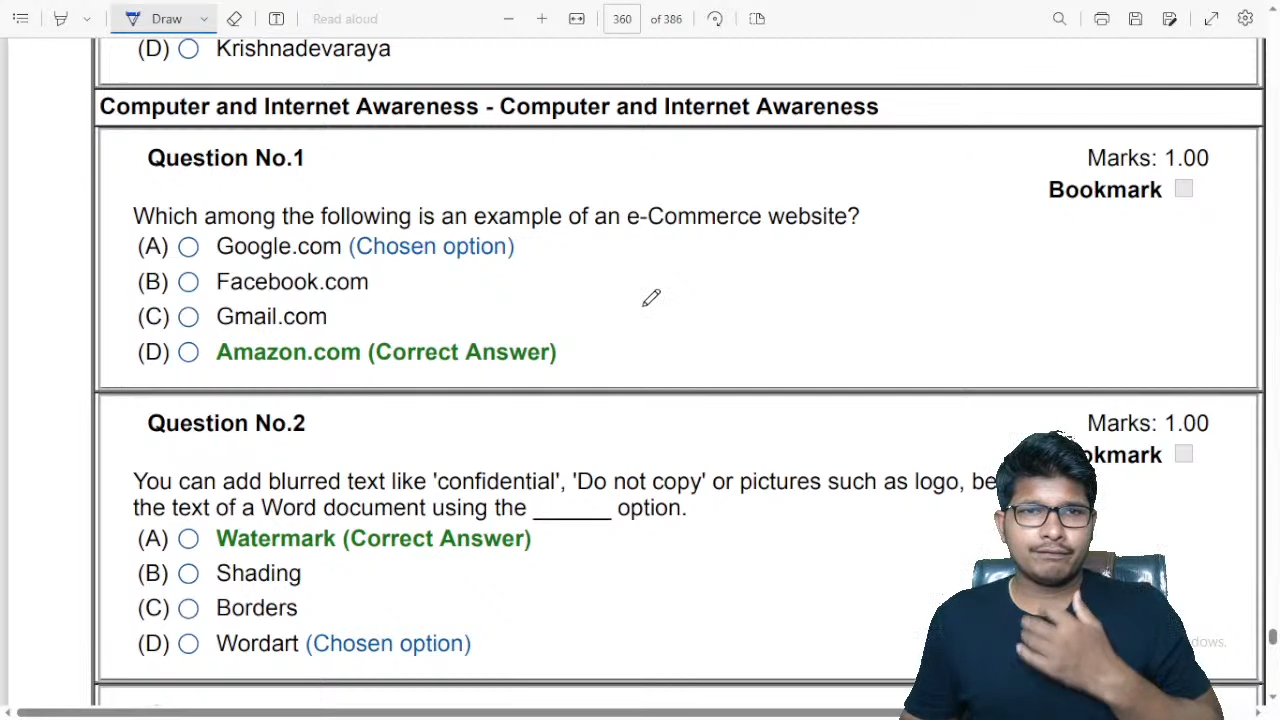 Draw
Read aloud
360
of 386
(D) Krishnadevaraya
Computer and Internet Awareness - Computer and Internet Awareness
Question No.1
Marks: 1.00
Bookmark
Which among the following is an example of an e-Commerce website?
(A) Google.com (Chosen option)
(B) Facebook.com
(C) Gmail.com
(D) Amazon.com (Correct Answer)
Question No.2
Marks: 1.00
You can add blurred text like 'confidential', 'Do not copy' or pictures such as logo,
the text of a Word document using the ______ option.
(A) Watermark (Correct Answer)
(B) Shading
(C) Borders
(D) Wordart (Chosen option)